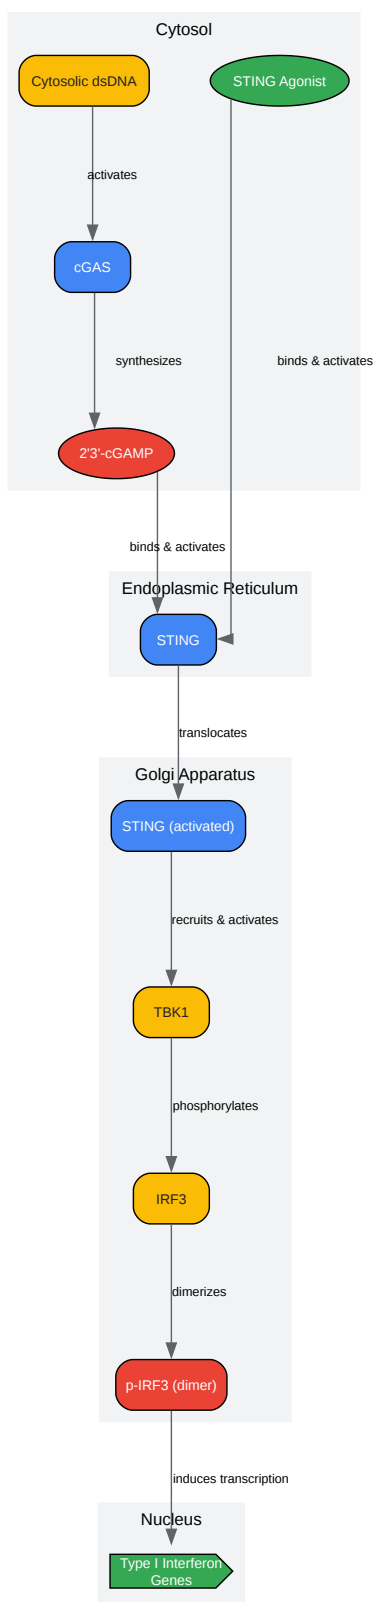 Cytosol
Cytosolic dsDNA
STING Agonist
activates
cGAS
synthesizes
binds & activates
2'3'-cGAMP
binds & activates
Endoplasmic Reticulum
STING
translocates
Golgi Apparatus
STING (activated)
recruits & activates
TBK1
phosphorylates
IRF3
dimerizes
p-IRF3 (dimer)
induces transcription
Nucleus
Type I Interferon
Genes